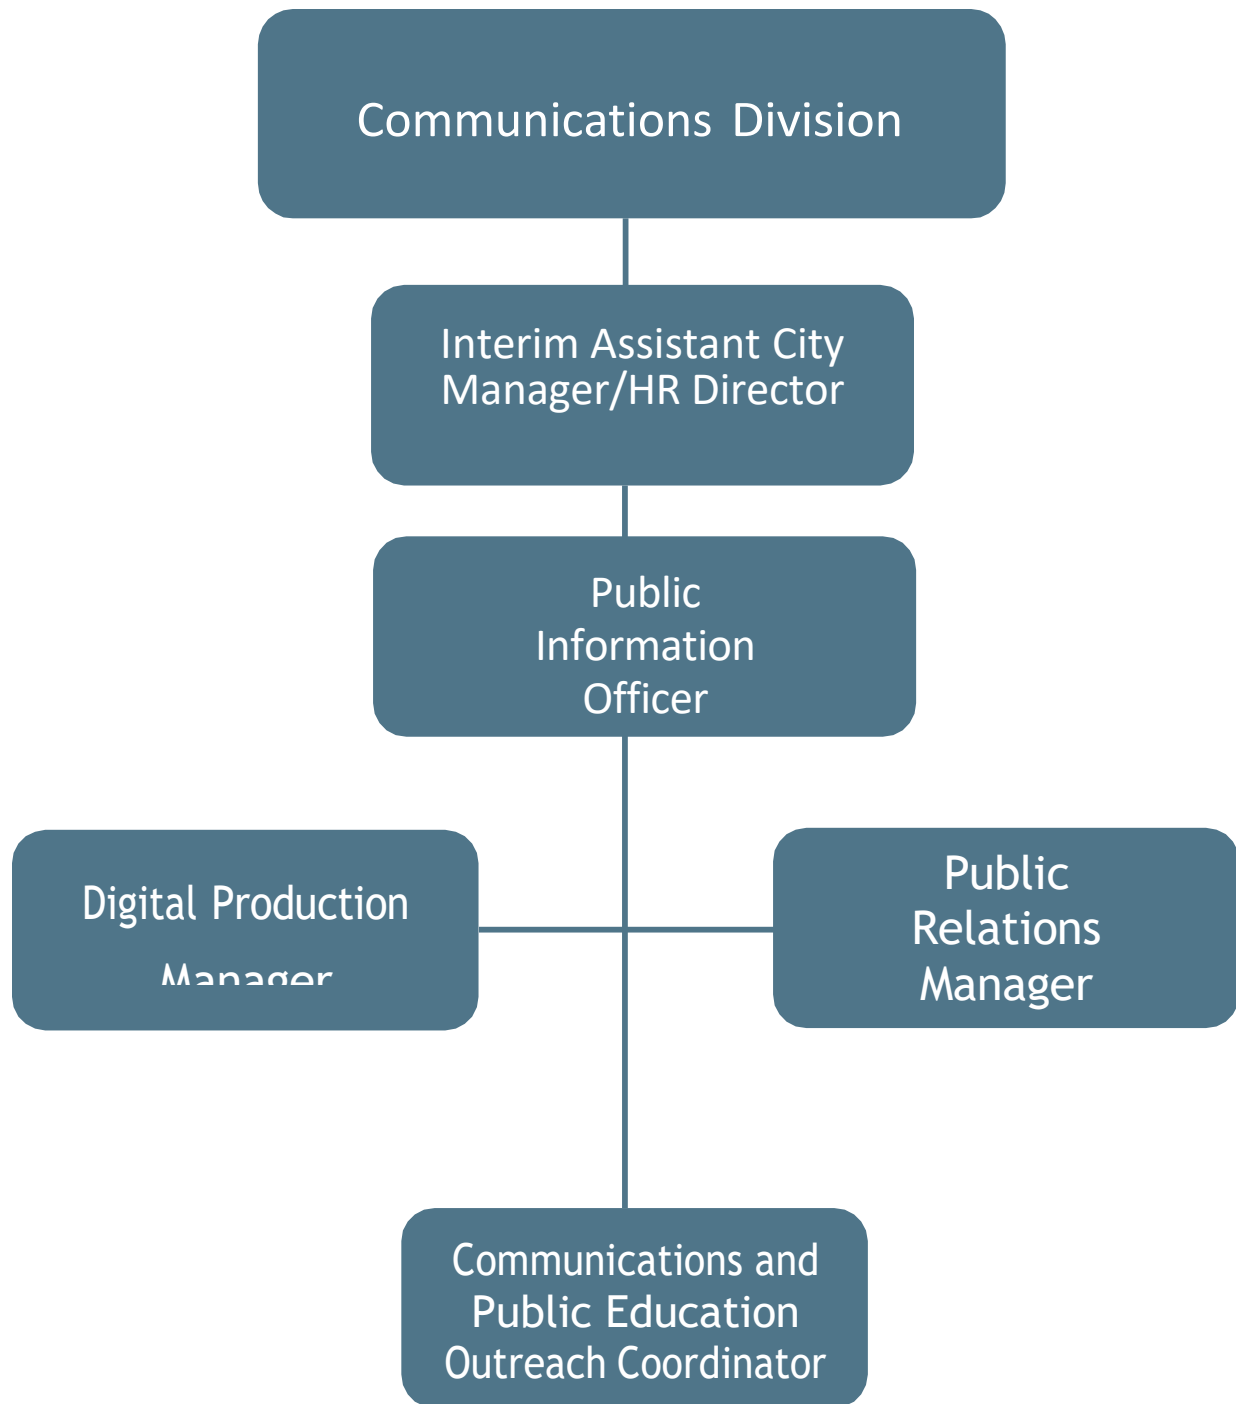 Communications Division
Interim Assistant City
Manager/HR Director
Public
Information
Officer
Digital Production
Manager
Public
Relations
Manager
Communications and
Public Education
Outreach Coordinator